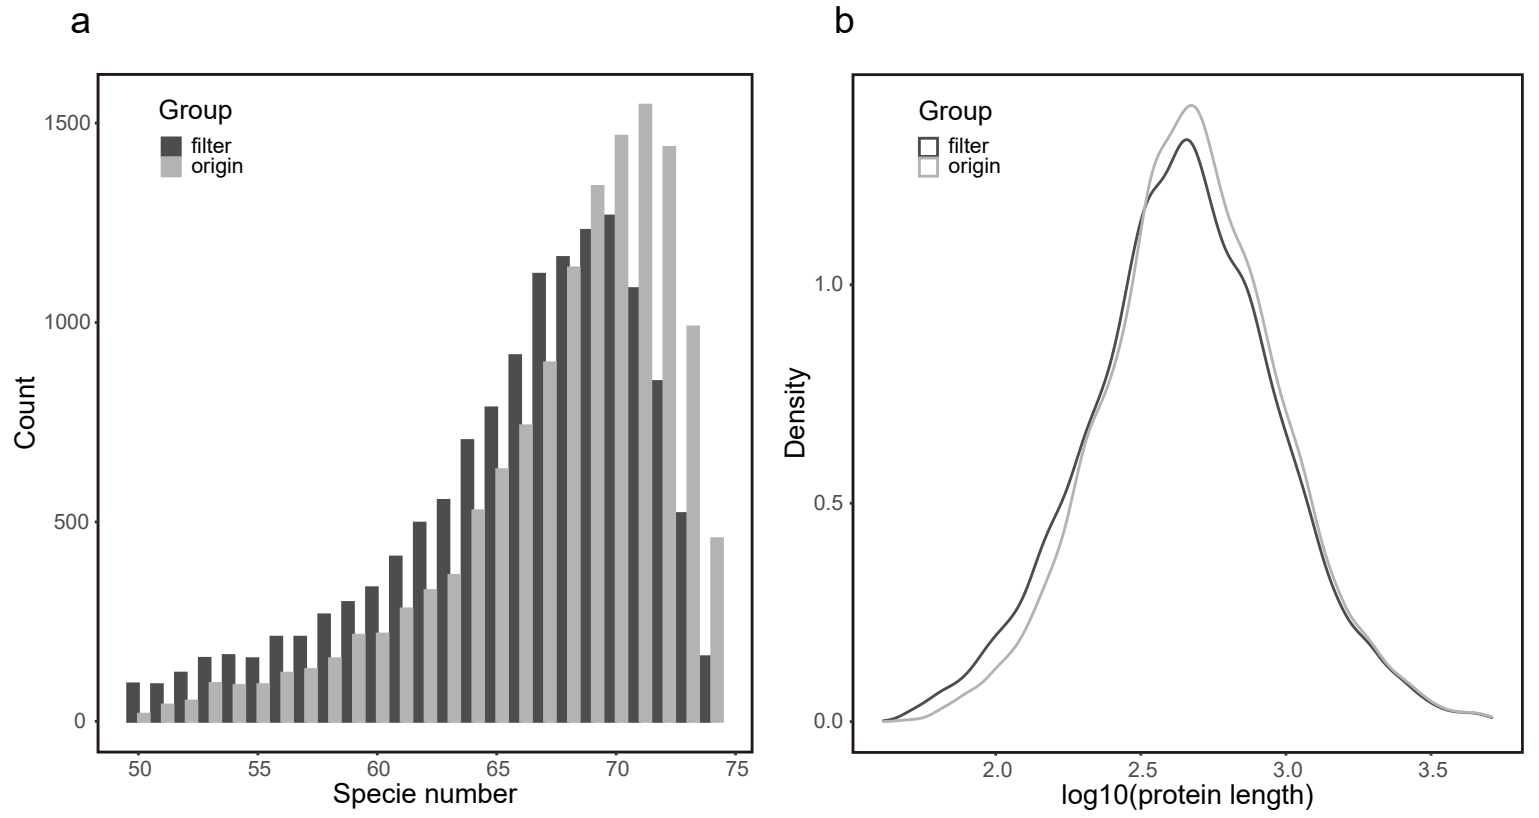 a
Group
filter
origin
1500
1000
500
0
Count
50 55 60 65 70 75
Specie number
b
Group
filter
origin
1.0
0.5
0.0
Density
2.0 2.5 3.0 3.5
log10(protein length)